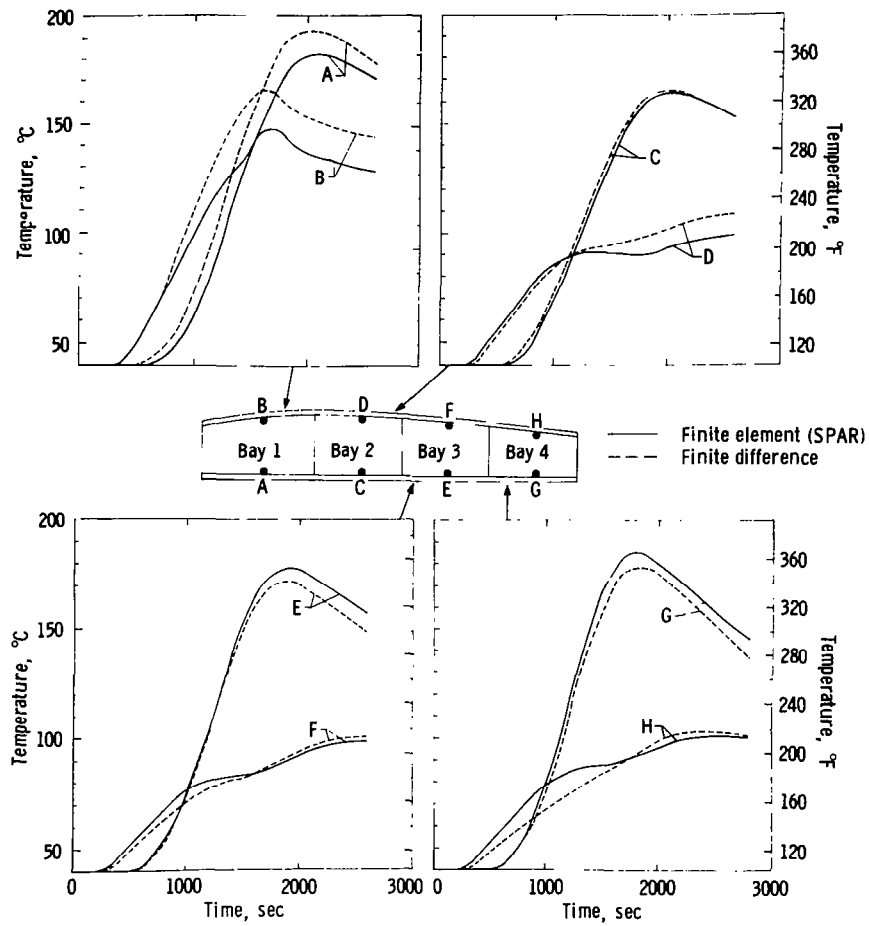 200
150
100
50
Temperature, °C
A
B
360
320
280
240
200
160
120
Temperature, °F
C
D
B
D
F
H
Bay 1
Bay 2
Bay 3
Bay 4
A
C
E
G
Finite element (SPAR)
Finite difference
200
150
100
50
Temperature, °C
E
F
0
1000
2000
3000
Time, sec
360
320
280
240
200
160
120
Temperature, °F
G
H
0
1000
2000
3000
Time, sec